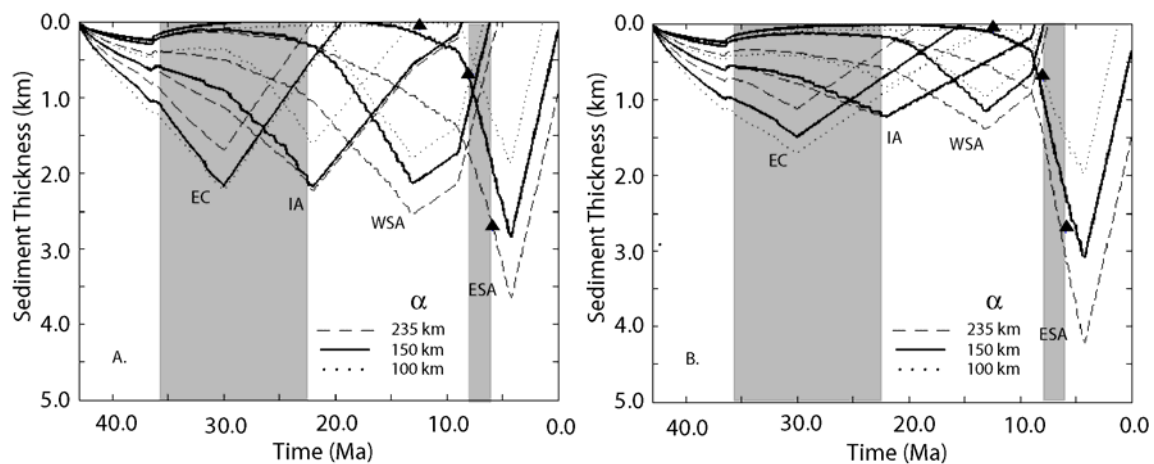 0.0
1.0
2.0
3.0
4.0
5.0
Sediment Thickness (km)
EC
IA
WSA
ESA
α
235 km
150 km
100 km
A.
40.0 30.0 20.0 10.0 0.0
Time (Ma)
0.0
1.0
2.0
3.0
4.0
5.0
Sediment Thickness (km)
EC
IA
WSA
ESA
α
235 km
150 km
100 km
B.
40.0 30.0 20.0 10.0 0.0
Time (Ma)